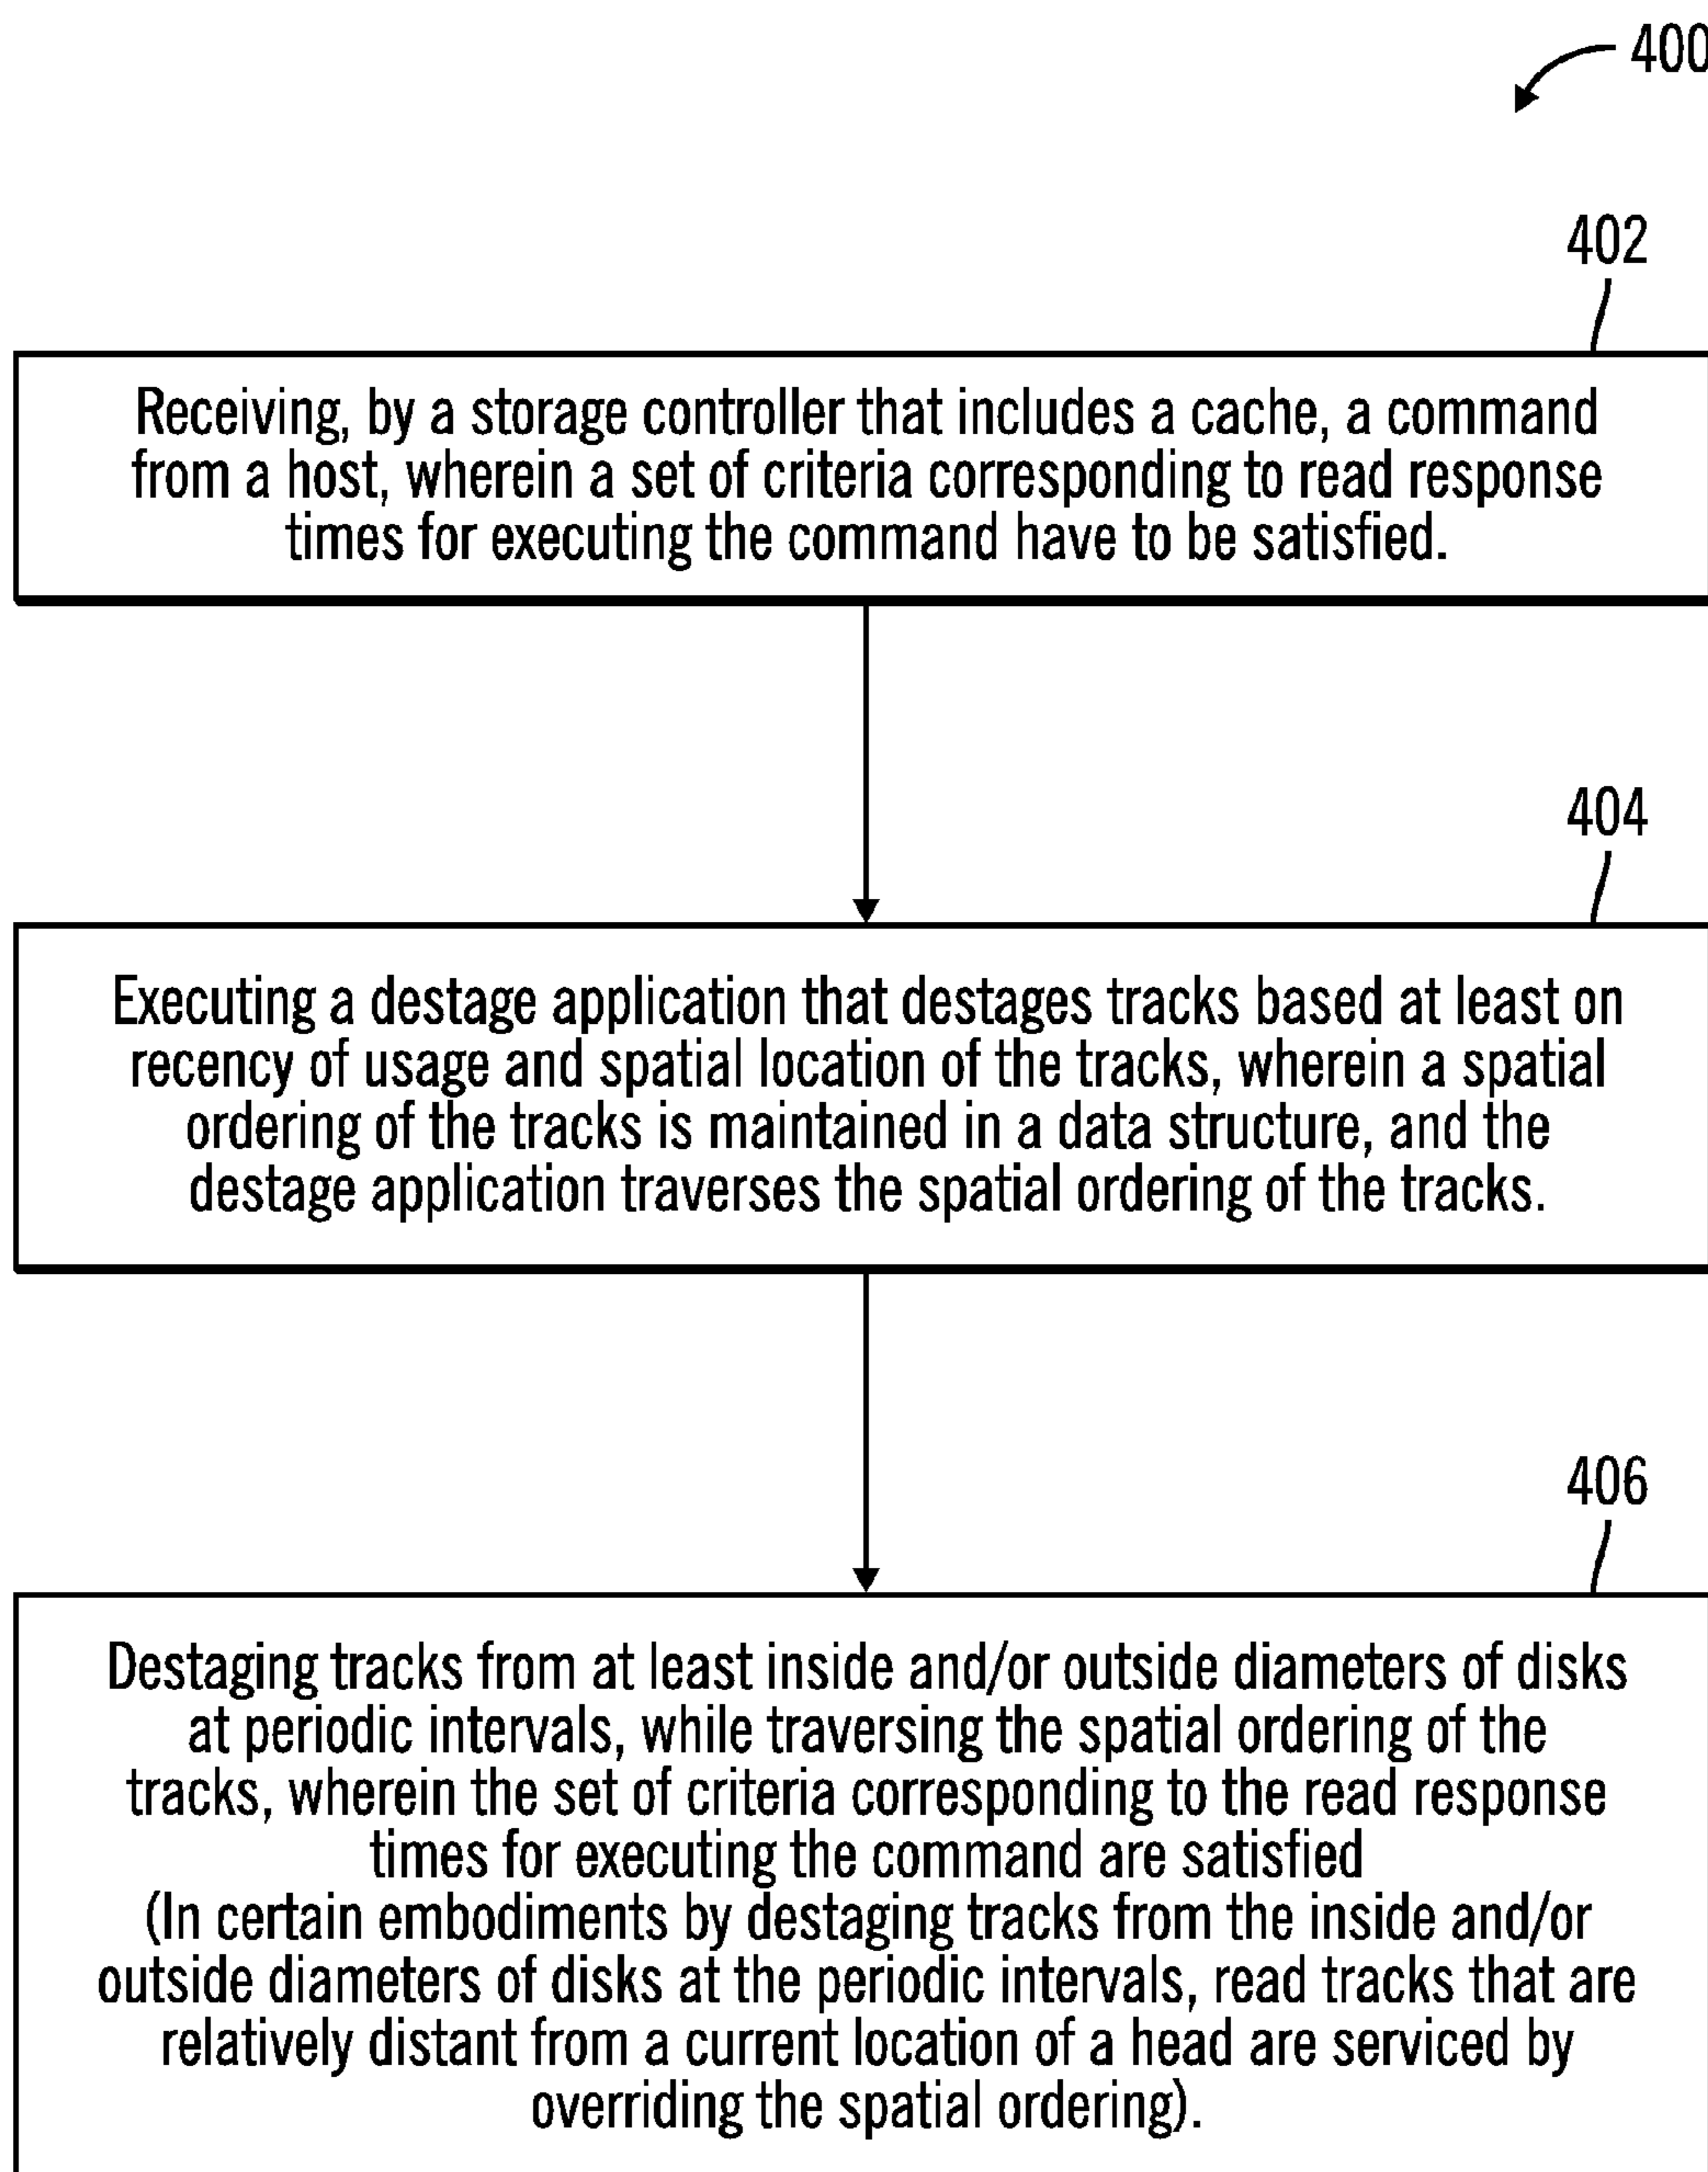 400
402
Receiving, by a storage controller that includes a cache, a command
from a host, wherein a set of criteria corresponding to read response
times for executing the command have to be satisfied.
404
Executing a destage application that destages tracks based at least on
recency of usage and spatial location of the tracks, wherein a spatial
ordering of the tracks is maintained in a data structure, and the
destage application traverses the spatial ordering of the tracks.
406
Destaging tracks from at least inside and/or outside diameters of disks
at periodic intervals, while traversing the spatial ordering of the
tracks, wherein the set of criteria corresponding to the read response
times for executing the command are satisfied
(In certain embodiments by destaging tracks from the inside and/or
outside diameters of disks at the periodic intervals, read tracks that are
relatively distant from a current location of a head are serviced by
overriding the spatial ordering).